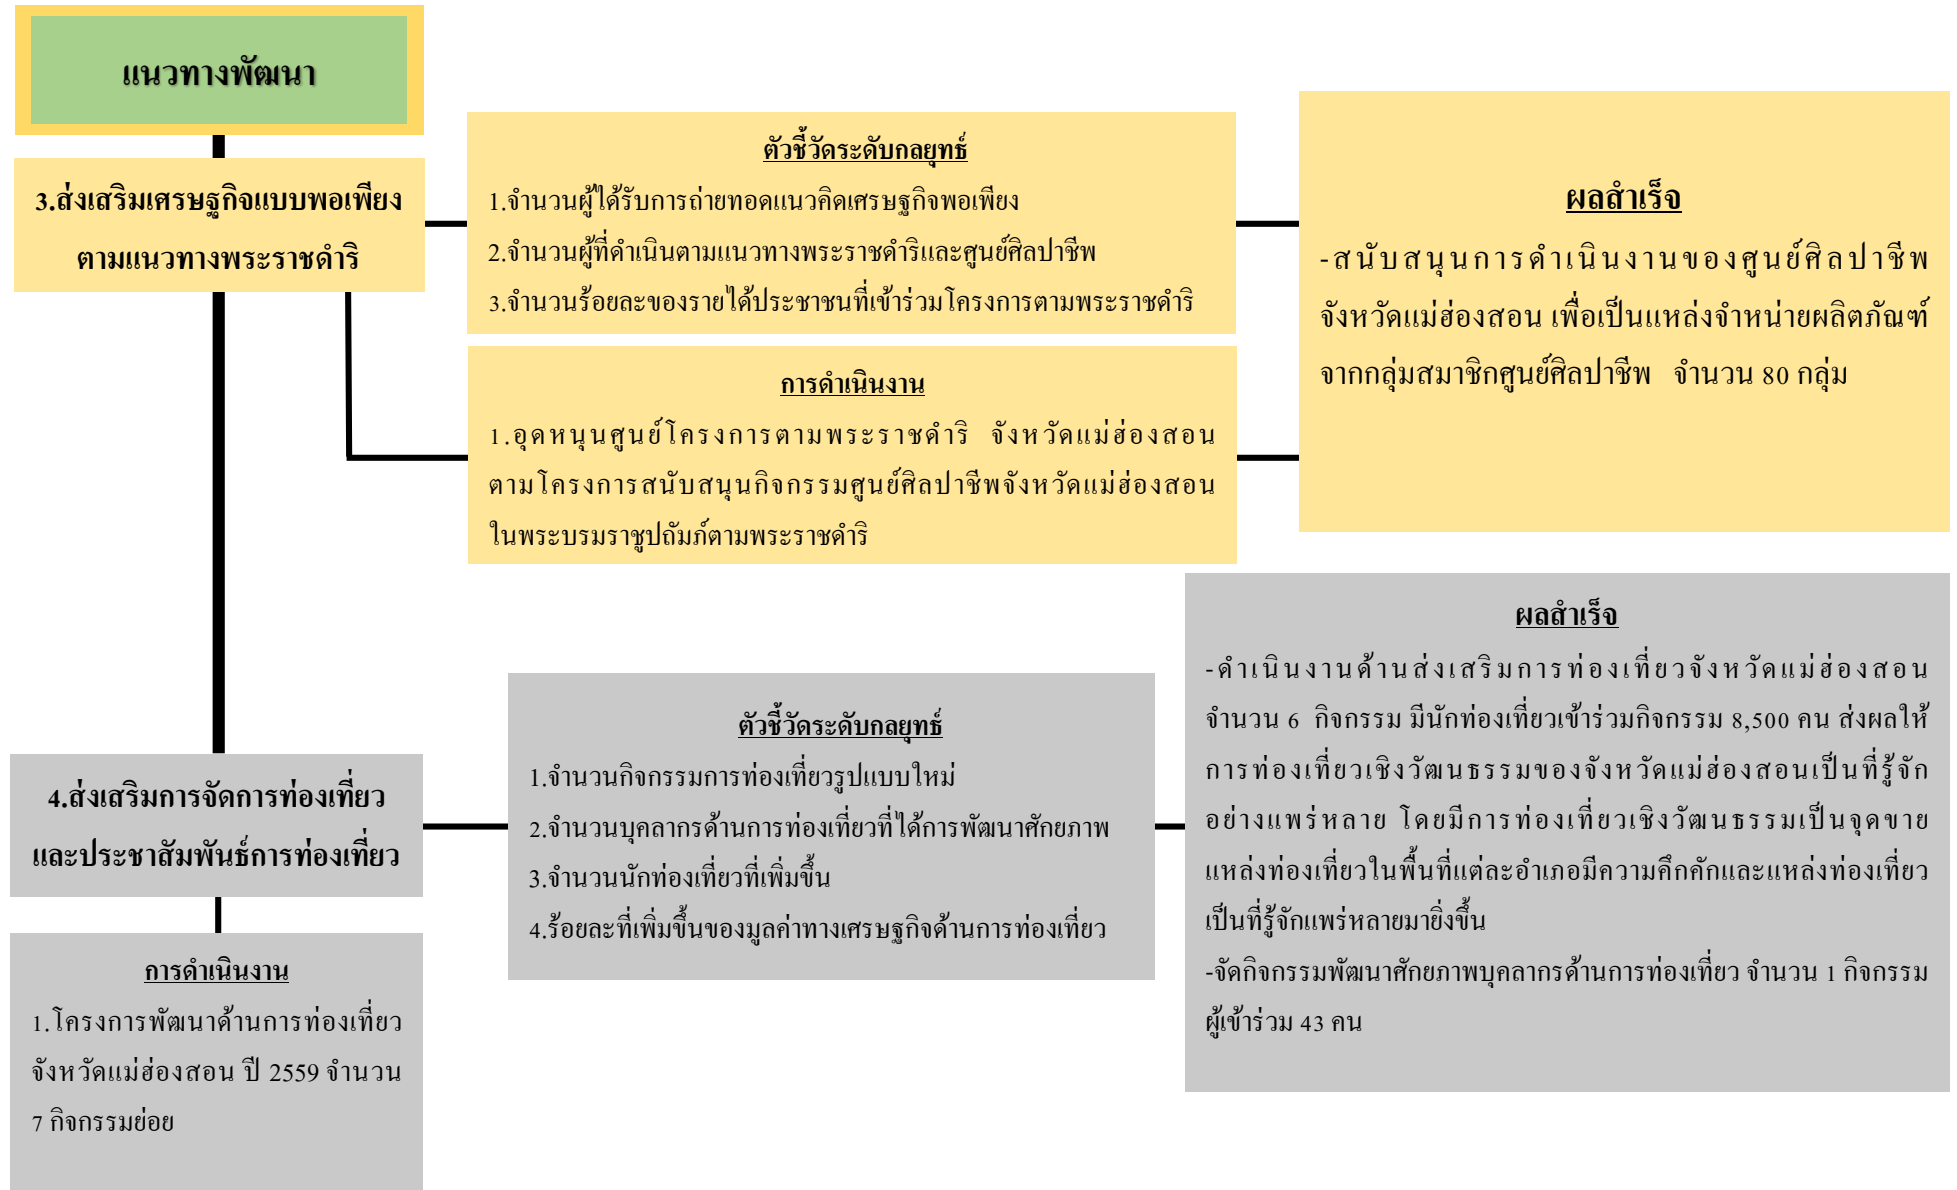 แนวทางพัฒนา
3.ส่งเสริมเศรษฐกิจแบบพอเพียง
ตามแนวทางพระราชดำริ
ตัวชี้วัดระดับกลยุทธ์
1.จำนวนผู้ได้รับการถ่ายทอดแนวคิดเศรษฐกิจพอเพียง
2.จำนวนผู้ที่ดำเนินตามแนวทางพระราชดำริและศูนย์ศิลปาชีพ
3.จำนวนร้อยละของรายได้ประชาชนที่เข้าร่วมโครงการตามพระราชดำริ
การดำเนินงาน
1.อุดหนุนศูนย์โครงการตามพระราชดำริ จังหวัดแม่ฮ่องสอน
ตามโครงการสนับสนุนกิจกรรมศูนย์ศิลปาชีพจังหวัดแม่ฮ่องสอน
ในพระบรมราชูปถัมภ์ตามพระราชดำริ
ผลสำเร็จ
-สนับสนุนการดำเนินงานของศูนย์ศิลปาชีพ
จังหวัดแม่ฮ่องสอน เพื่อเป็นแหล่งจำหน่ายผลิตภัณฑ์
จากกลุ่มสมาชิกศูนย์ศิลปาชีพ จำนวน 80 กลุ่ม
4.ส่งเสริมการจัดการท่องเที่ยว
และประชาสัมพันธ์การท่องเที่ยว
การดำเนินงาน
1.โครงการพัฒนาด้านการท่องเที่ยว
จังหวัดแม่ฮ่องสอน ปี 2559 จำนวน
7 กิจกรรมย่อย
ตัวชี้วัดระดับกลยุทธ์
1.จำนวนกิจกรรมการท่องเที่ยวรูปแบบใหม่
2.จำนวนบุคลากรด้านการท่องเที่ยวที่ได้การพัฒนาศักยภาพ
3.จำนวนนักท่องเที่ยวที่เพิ่มขึ้น
4.ร้อยละที่เพิ่มขึ้นของมูลค่าทางเศรษฐกิจด้านการท่องเที่ยว
ผลสำเร็จ
-ดำเนินงานด้านส่งเสริมการท่องเที่ยวจังหวัดแม่ฮ่องสอน
จำนวน 6 กิจกรรม มีนักท่องเที่ยวเข้าร่วมกิจกรรม 8,500 คน ส่งผลให้
การท่องเที่ยวเชิงวัฒนธรรมของจังหวัดแม่ฮ่องสอนเป็นที่รู้จัก
อย่างแพร่หลาย โดยมีการท่องเที่ยวเชิงวัฒนธรรมเป็นจุดขาย
แหล่งท่องเที่ยวในพื้นที่แต่ละอำเภอมีความคึกคักและแหล่งท่องเที่ยว
เป็นที่รู้จักแพร่หลายมายิ่งขึ้น
-จัดกิจกรรมพัฒนาศักยภาพบุคลากรด้านการท่องเที่ยว จำนวน 1 กิจกรรม
ผู้เข้าร่วม 43 คน